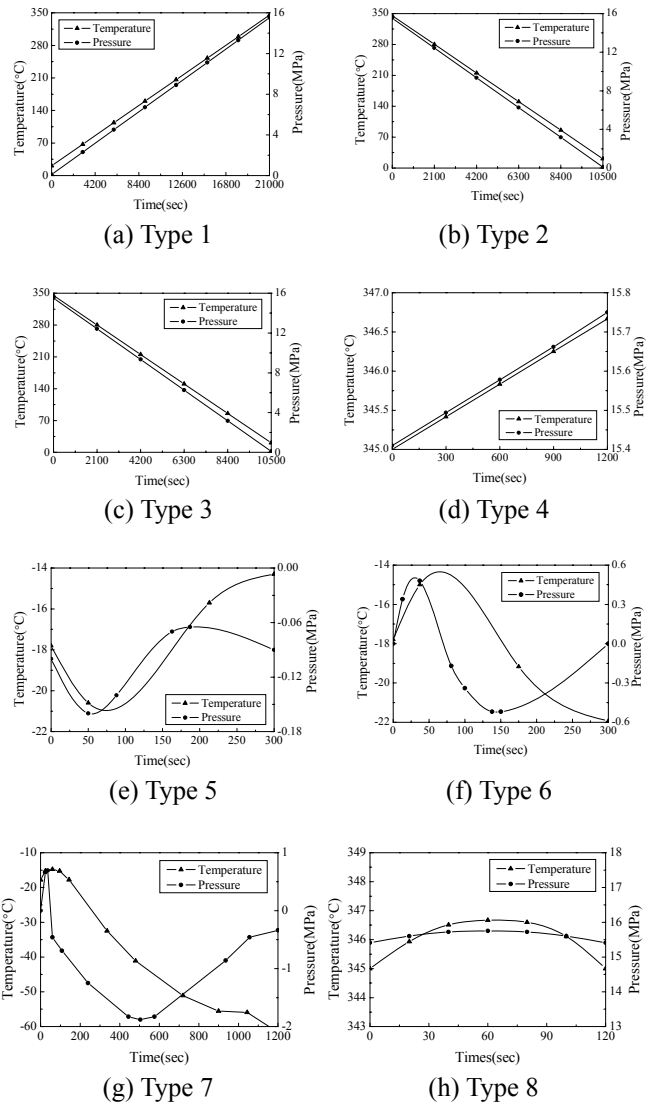 350
280
210
140
70
0
16
12
8
4
0
0 4200 8400 12600 16800 21000
Temperature(°C)
Pressure(MPa)
Temperature
Pressure
Time(sec)
(a) Type 1
350
280
210
140
70
0
16
12
8
4
0
0 2100 4200 6300 8400 10500
Temperature(°C)
Pressure(MPa)
Temperature
Pressure
Time(sec)
(b) Type 2
350
280
210
140
70
0
16
12
8
4
0
0 2100 4200 6300 8400 10500
Temperature(°C)
Pressure(MPa)
Temperature
Pressure
Time(sec)
(c) Type 3
347.0
346.5
346.0
345.5
345.0
15.8
15.7
15.6
15.5
15.4
0 300 600 900 1200
Temperature(°C)
Pressure(MPa)
Temperature
Pressure
Time(sec)
(d) Type 4
-14
-16
-18
-20
-22
0.00
-0.06
-0.12
-0.18
0 50 100 150 200 250 300
Temperature(°C)
Pressure(MPa)
Temperature
Pressure
Time(sec)
(e) Type 5
-14
-16
-18
-20
-22
0.6
0.4
0.2
0.0
-0.2
-0.3
-0.5
-0.6
0 50 100 150 200 250 300
Temperature(°C)
Pressure(MPa)
Temperature
Pressure
Time(sec)
(f) Type 6
-10
-20
-30
-40
-50
-60
1
0
-1
-2
0 200 400 600 800 1000 1200
Temperature(°C)
Pressure(MPa)
Temperature
Pressure
Time(sec)
(g) Type 7
349
348
347
346
345
344
343
18
17
16
15
14
13
0 20 40 60 80 100 120
Temperature(°C)
Pressure(MPa)
Temperature
Pressure
Times(sec)
(h) Type 8